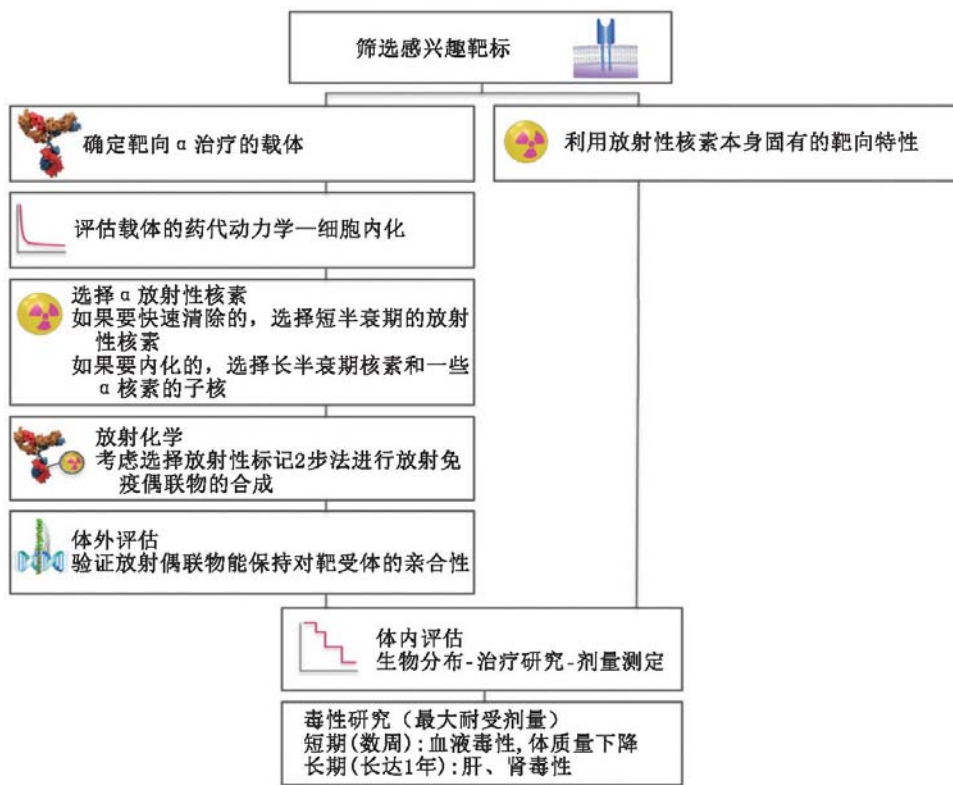 筛选感兴趣靶标
确定靶向α治疗的载体
利用放射性核素本身固有的靶向特性
评估载体的药代动力学—细胞内化
选择α放射性核素
如果要快速清除的，选择短半衰期的放射
性核素
如果要内化的，选择长半衰期核素和一些
α核素的子核
放射化学
考虑选择放射性标记2步法进行放射免
疫偶联物的合成
体外评估
验证放射偶联物能保持对靶受体的亲合性
体内评估
生物分布-治疗研究-剂量测定
毒性研究（最大耐受剂量）
短期(数周):血液毒性,体质量下降
长期(长达1年):肝、肾毒性